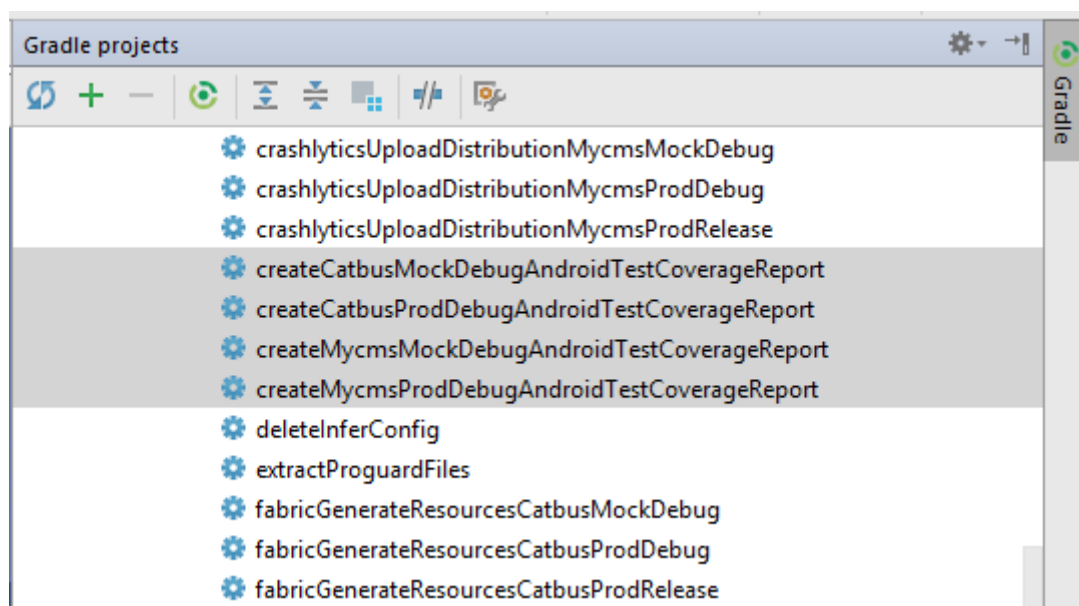 Gradle projects
Gradle
crashlyticsUploadDistributionMycmsMockDebug
crashlyticsUploadDistributionMycmsProdDebug
crashlyticsUploadDistributionMycmsProdRelease
createCatbusMockDebugAndroidTestCoverageReport
createCatbusProdDebugAndroidTestCoverageReport
createMycmsMockDebugAndroidTestCoverageReport
createMycmsProdDebugAndroidTestCoverageReport
deleteInferConfig
extractProguardFiles
fabricGenerateResourcesCatbusMockDebug
fabricGenerateResourcesCatbusProdDebug
fabricGenerateResourcesCatbusProdRelease